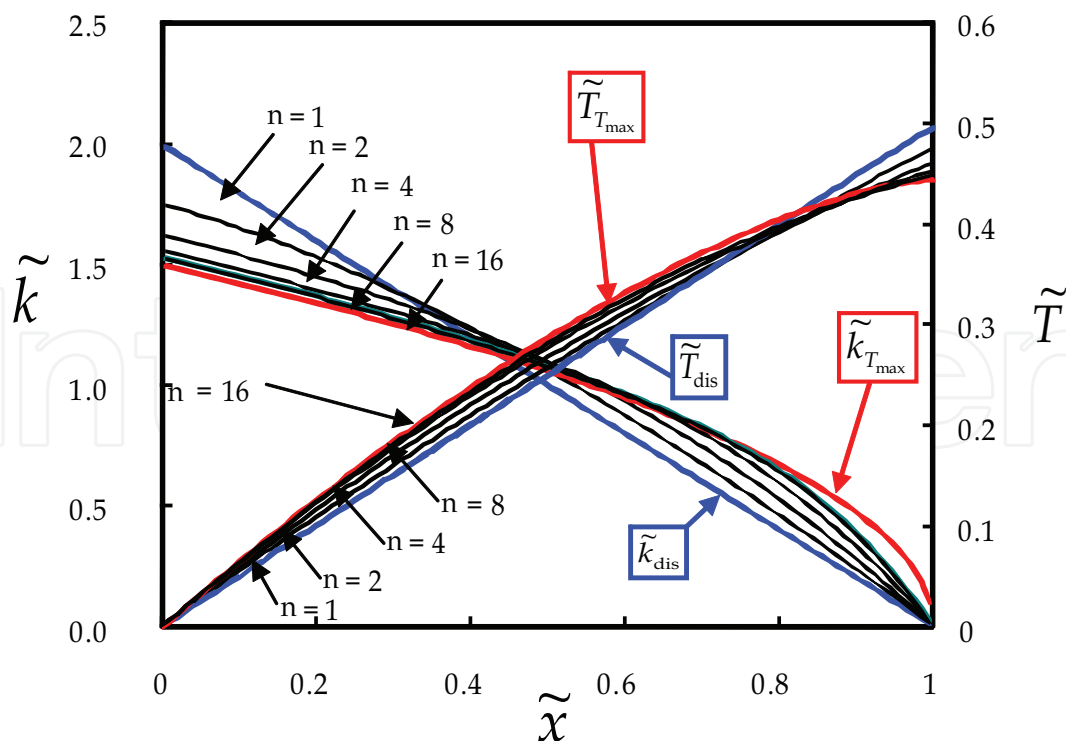 2.5
2.0
1.5
1.0
0.5
0.0
k̃
0.6
0.5
0.4
0.3
0.2
0.1
0
T̃
n = 1
n = 2
n = 4
n = 8
n = 16
T̃_Tmax
T̃_dis
k̃_Tmax
k̃_dis
n = 16
n = 8
n = 4
n = 2
n = 1
0 0.2 0.4 0.6 0.8 1
x̃